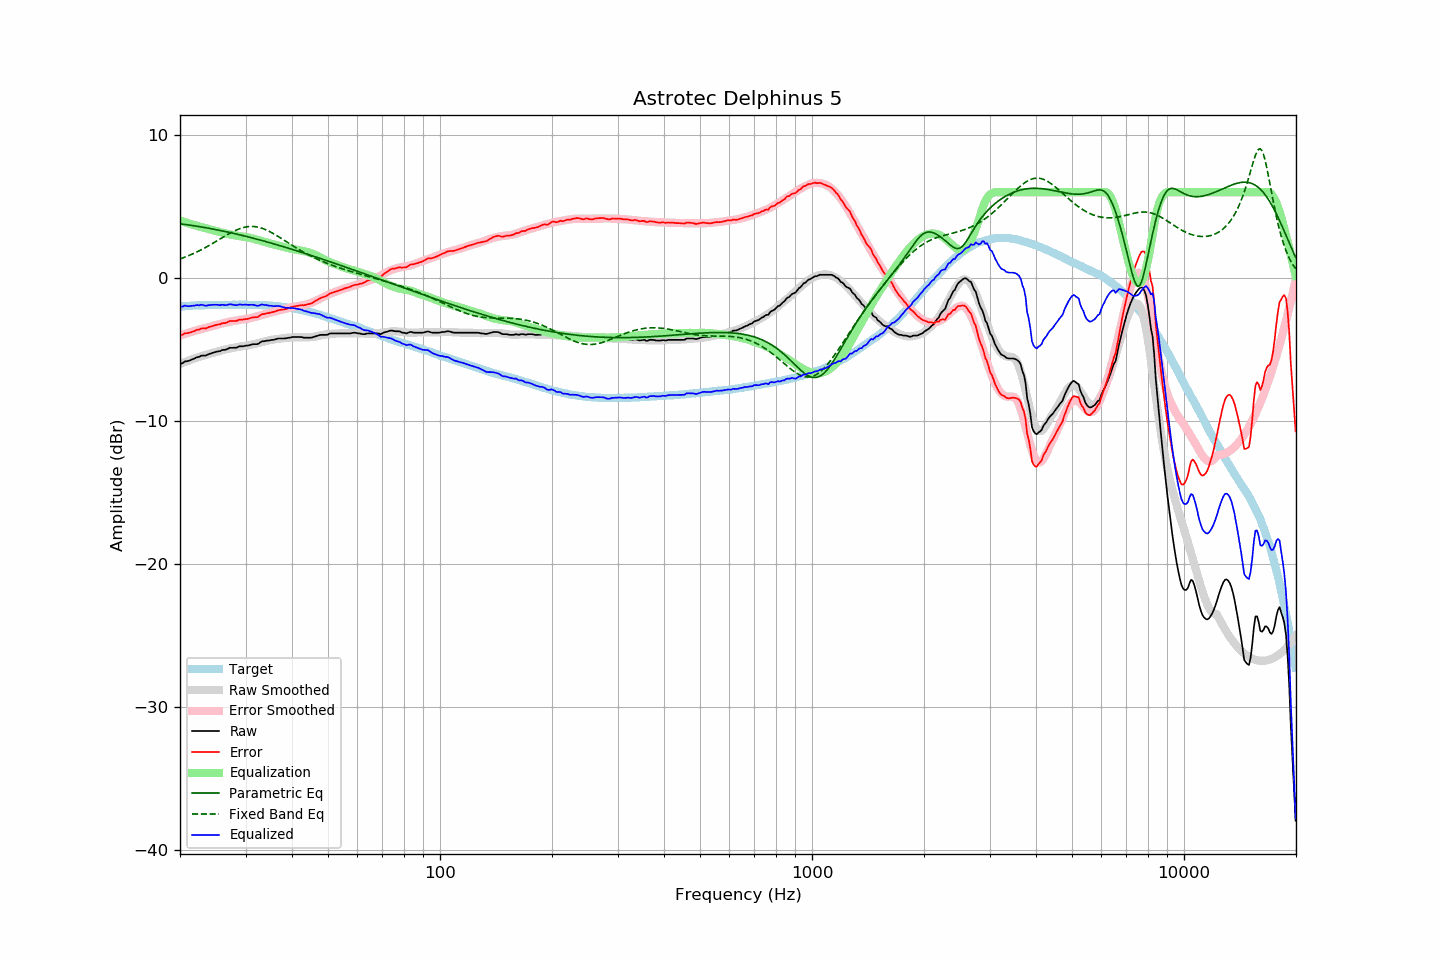 Astrotec Delphinus 5
10
0
−10
−20
−30
−40
Amplitude (dBr)
100
1000
10000
Frequency (Hz)
Target
Raw Smoothed
Error Smoothed
Raw
Error
Equalization
Parametric Eq
Fixed Band Eq
Equalized